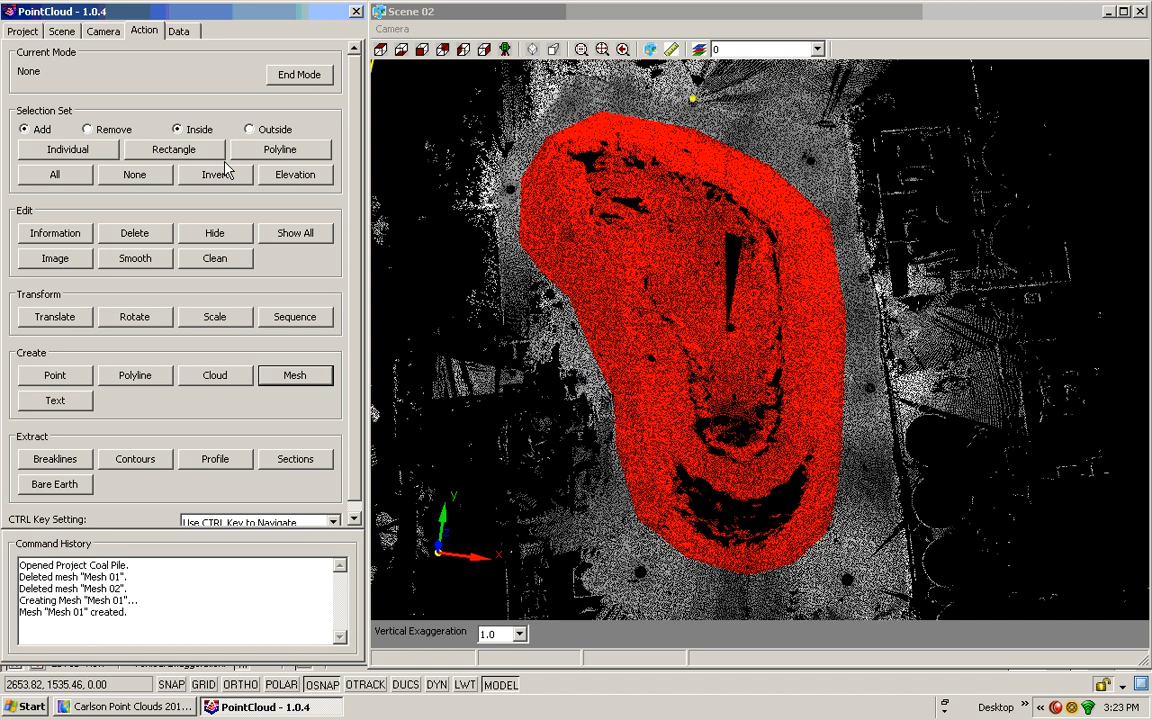 PointCloud - 1.0.4
Project Scene Camera Action Data
Current Mode
None
End Mode
Selection Set
Add Remove Inside Outside
Individual Rectangle Polyline
All None Elevation
Edit
Information Delete Hide Show All
Image Smooth Clean
Transform
Translate Rotate Scale Sequence
Create
Point Polyline Cloud Mesh
Text
Extract
Breaklines Contours Profile Sections
Bare Earth
CTRL Key Setting: Use CTRL Key to Navigate
Command History
Opened Project Coal Pile.
Deleted mesh "Mesh 01".
Deleted mesh "Mesh 02".
Creating Mesh "Mesh 01"...
Mesh "Mesh 01" created.
Scene 02
Camera
0
y
x
Vertical Exaggeration 1.0
2653.82, 1535.46, 0.00 SNAP GRID ORTHO POLAR OSNAP OTRACK DUCS DYN LWT MODEL
Start Carlson Point Clouds 201... PointCloud - 1.0.4 Desktop » « 3:23 PM